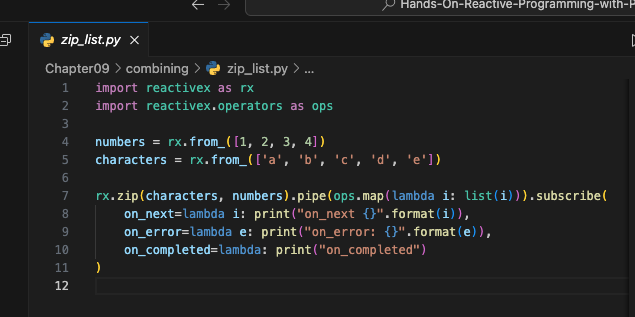 Hands-On-Reactive-Programming-with-P
zip_list.py
Chapter09 > combining > zip_list.py > ...
1 import reactivex as rx
2 import reactivex.operators as ops
3
4 numbers = rx.from_([1, 2, 3, 4])
5 characters = rx.from_(['a', 'b', 'c', 'd', 'e'])
6
7 rx.zip(characters, numbers).pipe(ops.map(lambda i: list(i))).subscribe(
8     on_next=lambda i: print("on_next {}".format(i)),
9     on_error=lambda e: print("on_error: {}".format(e)),
10     on_completed=lambda: print("on_completed")
11 )
12